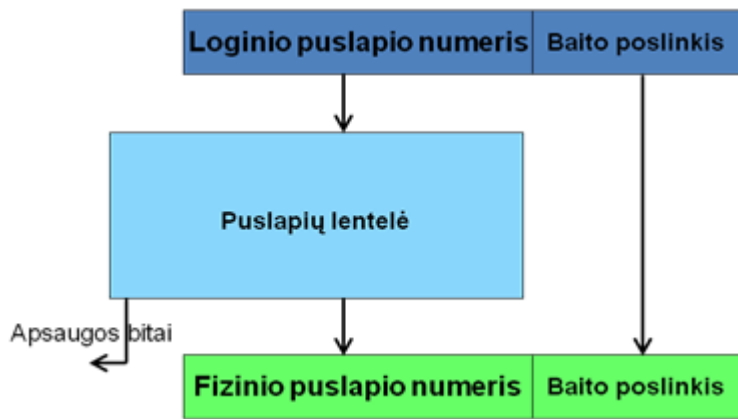 Loginio puslapio numeris
Baito poslinkis
Puslapių lentelė
Apsaugos bitai
Fizinio puslapio numeris
Baito poslinkis